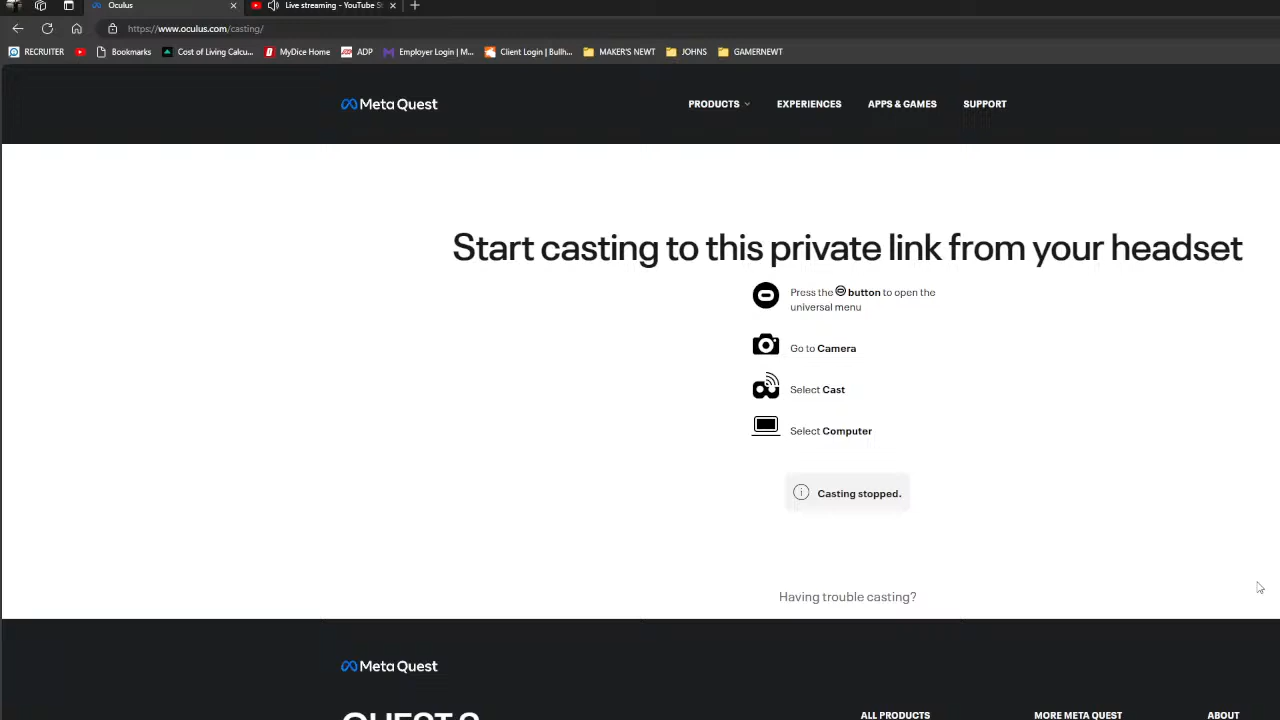 Oculus
Live streaming - YouTube S
https://www.oculus.com/casting/
RECRUITER
Bookmarks
Cost of Living Calcu...
MyDice Home
ADP
Employer Login | M...
Client Login | Bullh...
MAKER'S NEWT
JOHNS
GAMERNEWT
Meta Quest
PRODUCTS
EXPERIENCES
APPS & GAMES
SUPPORT
Start casting to this private link from your headset
Press the button to open the
universal menu
Go to Camera
Select Cast
Select Computer
Casting stopped.
Having trouble casting?
Meta Quest
QUEST 2
ALL PRODUCTS
MORE META QUEST
ABOUT